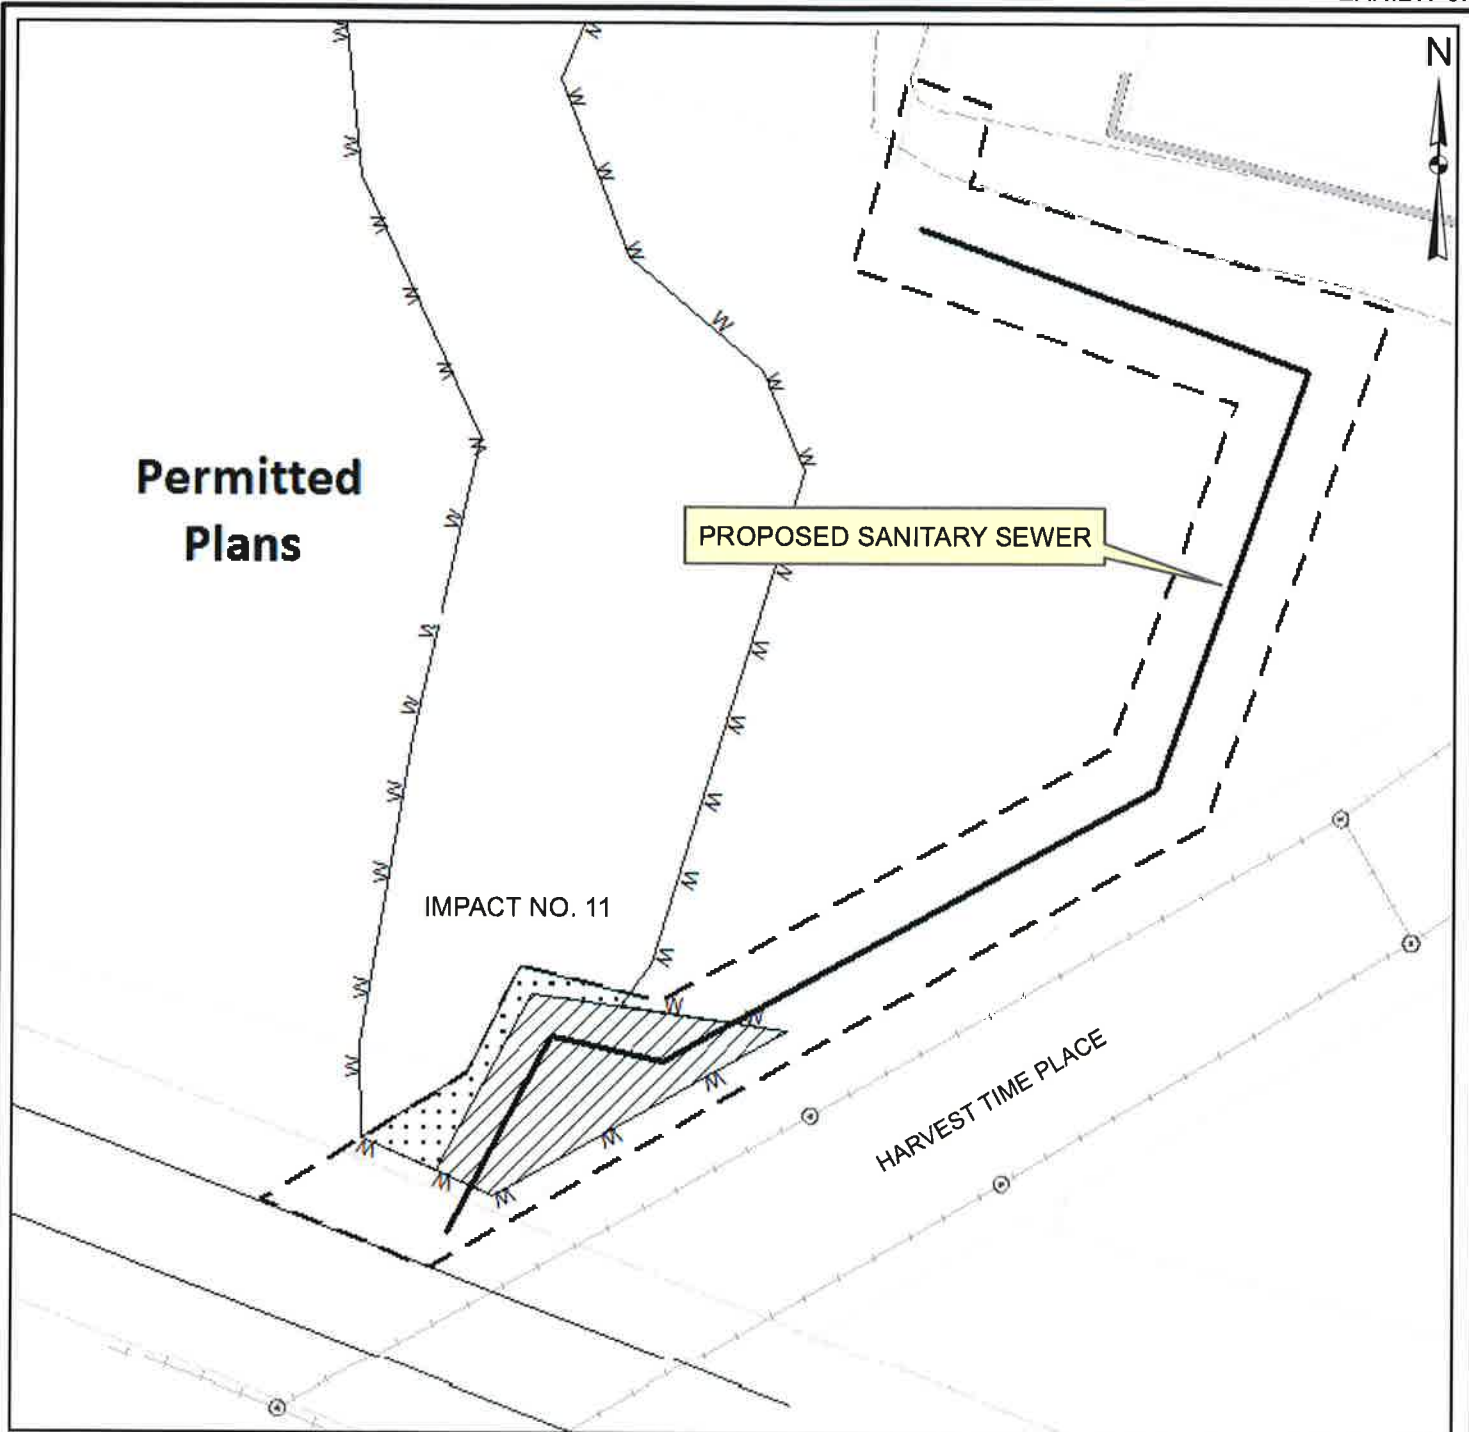 N
Permitted
Plans
PROPOSED SANITARY SEWER
IMPACT NO. 11
HARVEST TIME PLACE